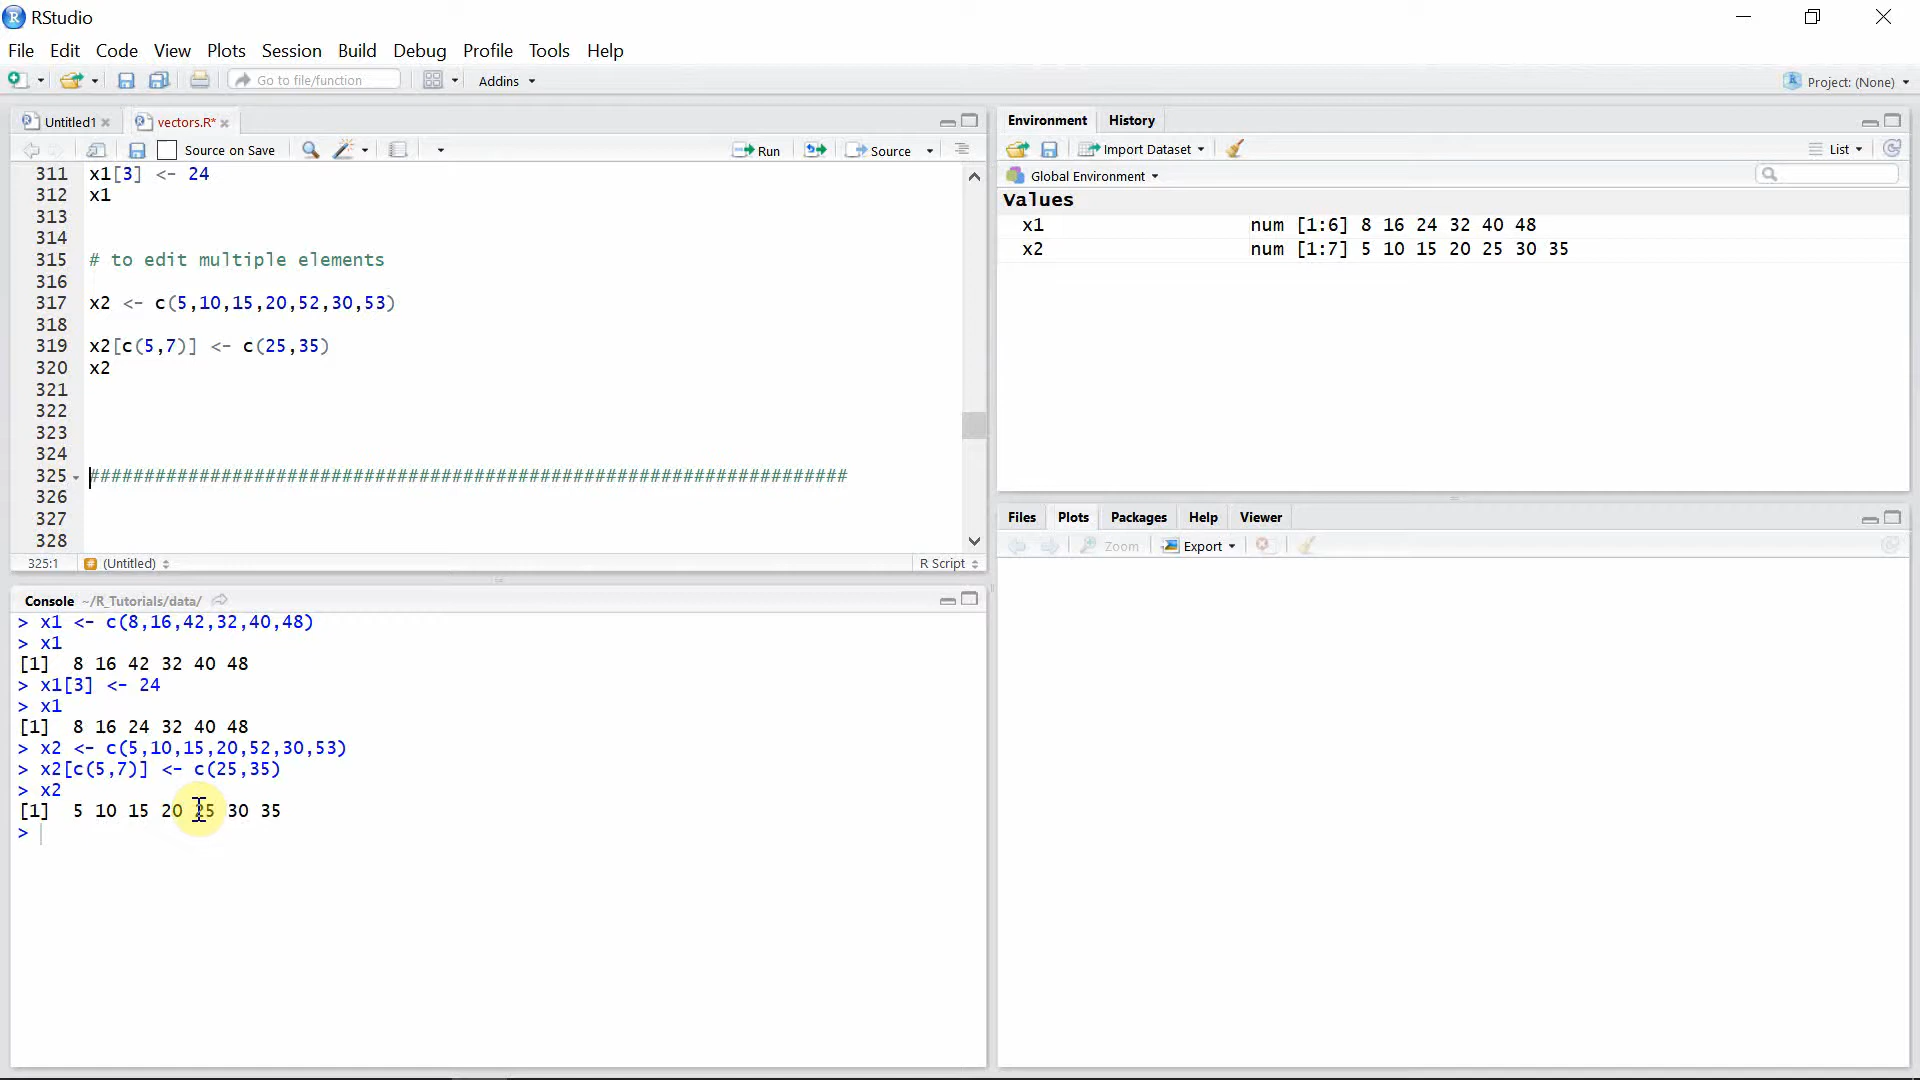 RStudio
File Edit Code View Plots Session Build Debug Profile Tools Help
Go to file/function Addins Project: (None)
Untitled1 vectors.R*
Source on Save Run Source
311 x1[3] <- 24
312 x1
313
314
315 # to edit multiple elements
316
317 x2 <- c(5,10,15,20,52,30,53)
318
319 x2[c(5,7)] <- c(25,35)
320 x2
321
322
323
324
325 #####################################################################
326
327
328
325:1 (Untitled) R Script
Console ~/R_Tutorials/data/
> x1 <- c(8,16,42,32,40,48)
> x1
[1] 8 16 42 32 40 48
> x1[3] <- 24
> x1
[1] 8 16 24 32 40 48
> x2 <- c(5,10,15,20,52,30,53)
> x2[c(5,7)] <- c(25,35)
> x2
[1] 5 10 15 20 25 30 35
>
Environment History
Import Dataset List
Global Environment
Values
x1 num [1:6] 8 16 24 32 40 48
x2 num [1:7] 5 10 15 20 25 30 35
Files Plots Packages Help Viewer
Zoom Export